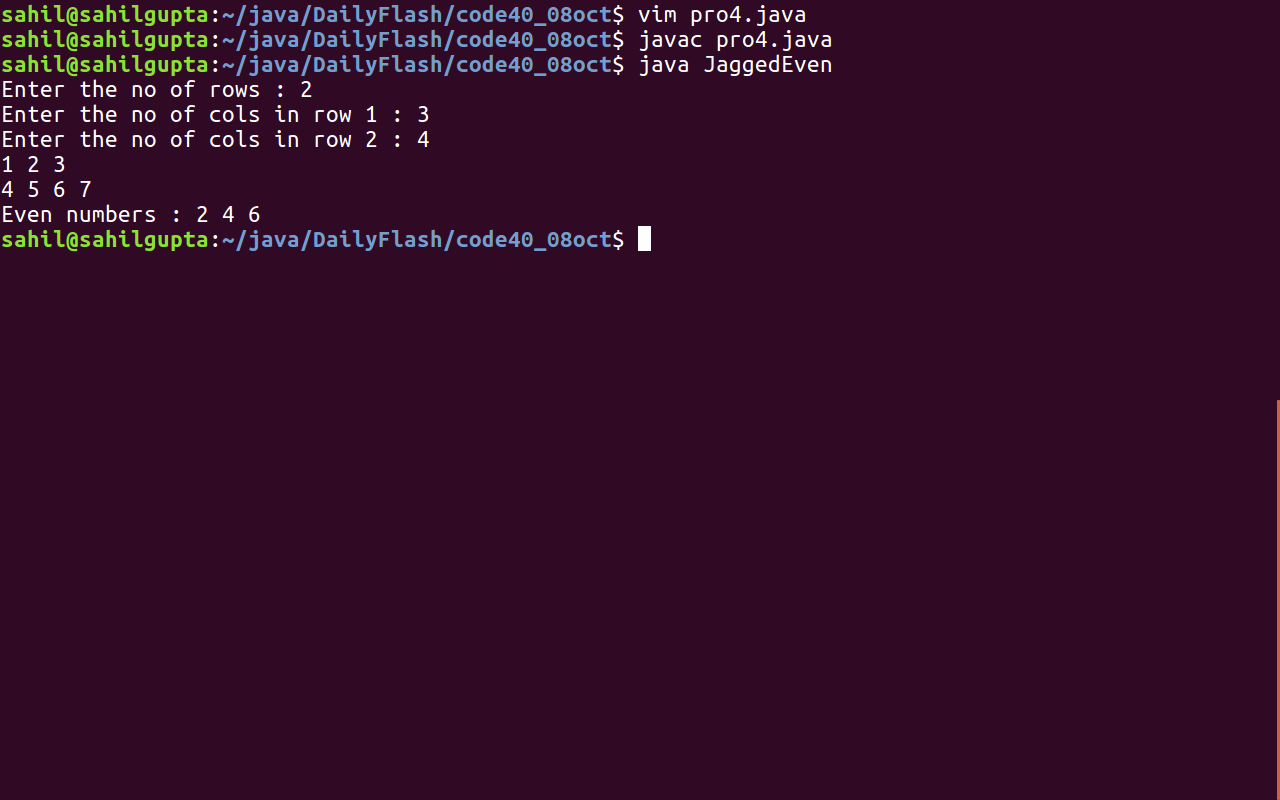 sahil@sahilgupta:~/java/DailyFlash/code40_08oct$ vim pro4.java
sahil@sahilgupta:~/java/DailyFlash/code40_08oct$ javac pro4.java
sahil@sahilgupta:~/java/DailyFlash/code40_08oct$ java JaggedEven
Enter the no of rows : 2
Enter the no of cols in row 1 : 3
Enter the no of cols in row 2 : 4
1 2 3
4 5 6 7
Even numbers : 2 4 6
sahil@sahilgupta:~/java/DailyFlash/code40_08oct$